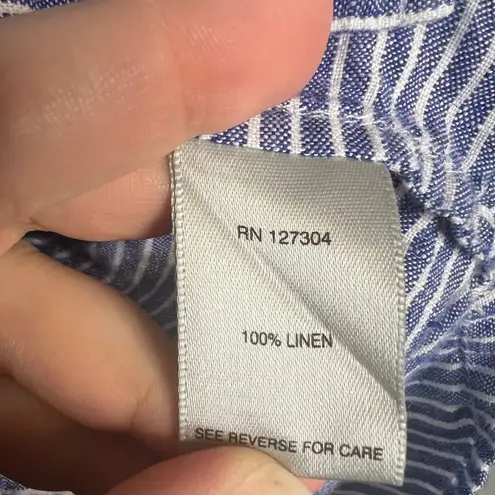 RN 127304
100% LINEN
SEE REVERSE FOR CARE